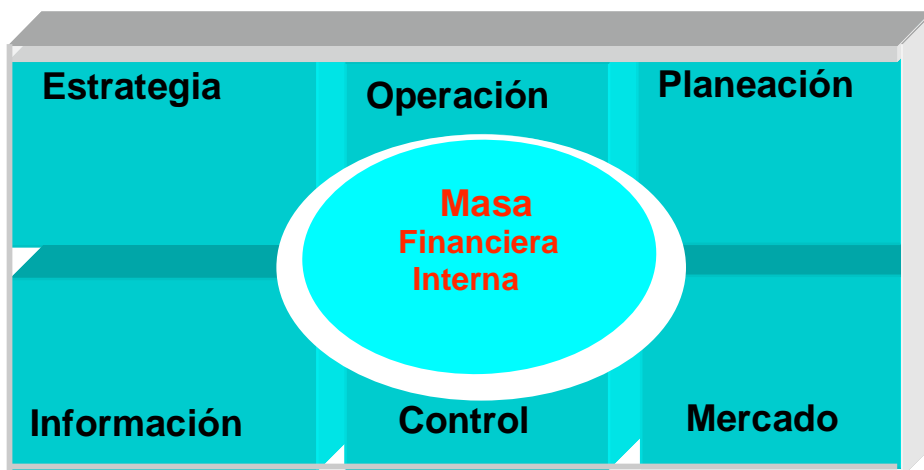 Estrategia
Operación
Planeación
Masa
Financiera
Interna
Información
Control
Mercado